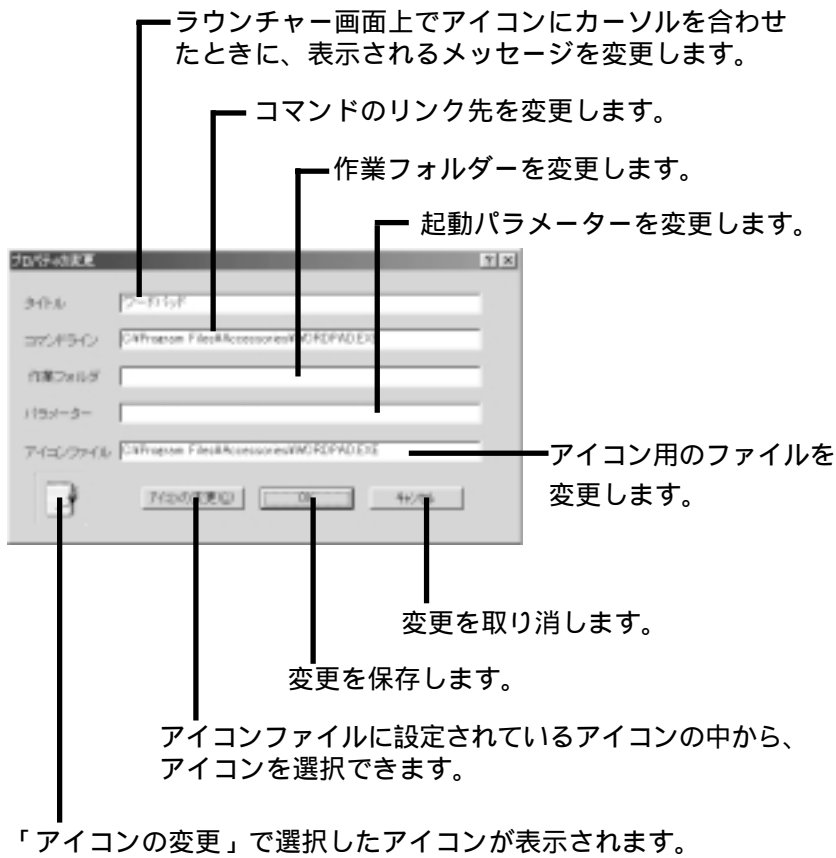 ラウンチャー画面上でアイコンにカーソルを合わせ
たときに、表示されるメッセージを変更します。
コマンドのリンク先を変更します。
作業フォルダーを変更します。
起動パラメーターを変更します。
プロパティの変更
タイトル
ワードパッド
コマンドライン
C:¥Program Files¥Accessories¥WORDPAD.EXE
作業フォルダ
パラメーター
アイコンファイル
C:¥Program Files¥Accessories¥WORDPAD.EXE
アイコン用のファイルを
変更します。
アイコンの変更(C)
OK
キャンセル
変更を取り消します。
変更を保存します。
アイコンファイルに設定されているアイコンの中から、
アイコンを選択できます。
「アイコンの変更」で選択したアイコンが表示されます。